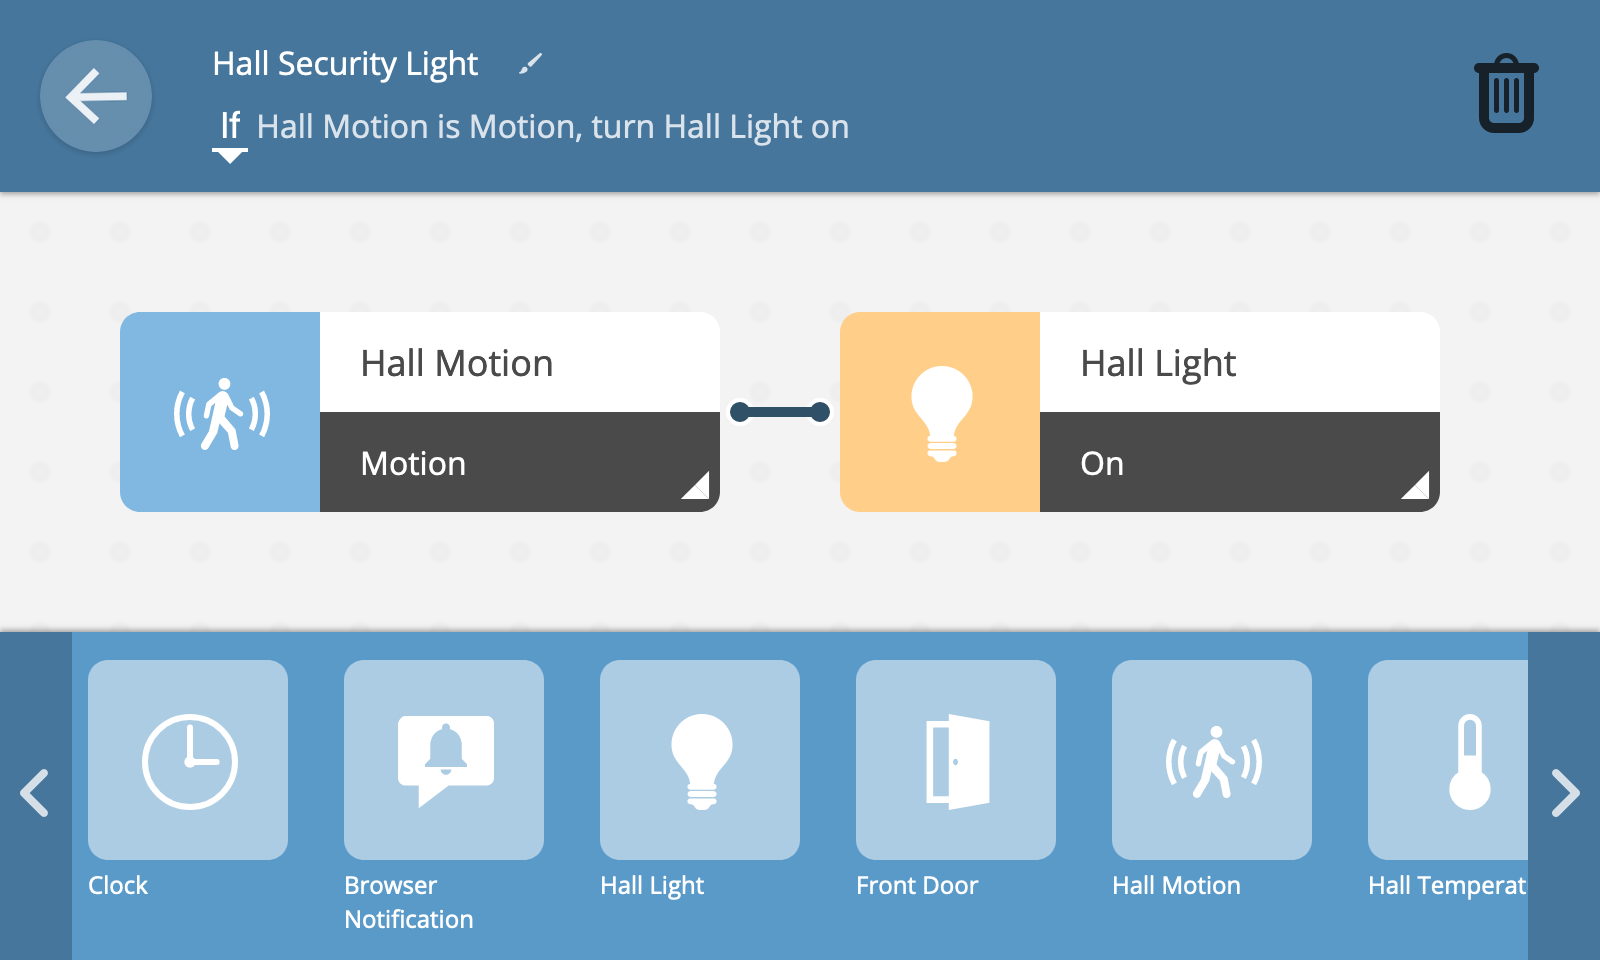 Hall Security Light
If Hall Motion is Motion, turn Hall Light on
Hall Motion
Motion
Hall Light
On
Clock
Browser
Notification
Hall Light
Front Door
Hall Motion
Hall Temperat